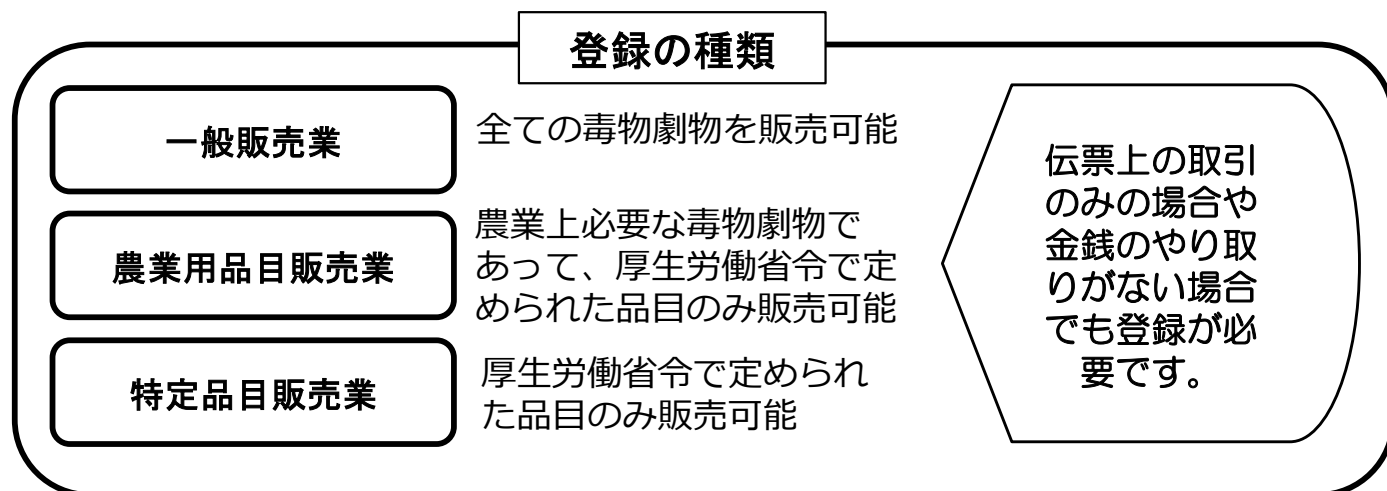 登録の種類
一般販売業
全ての毒物劇物を販売可能
農業用品目販売業
農業上必要な毒物劇物で
あって、厚生労働省令で定
められた品目のみ販売可能
特定品目販売業
厚生労働省令で定められ
た品目のみ販売可能
伝票上の取引
のみの場合や
金銭のやり取
りがない場合
でも登録が必
要です。